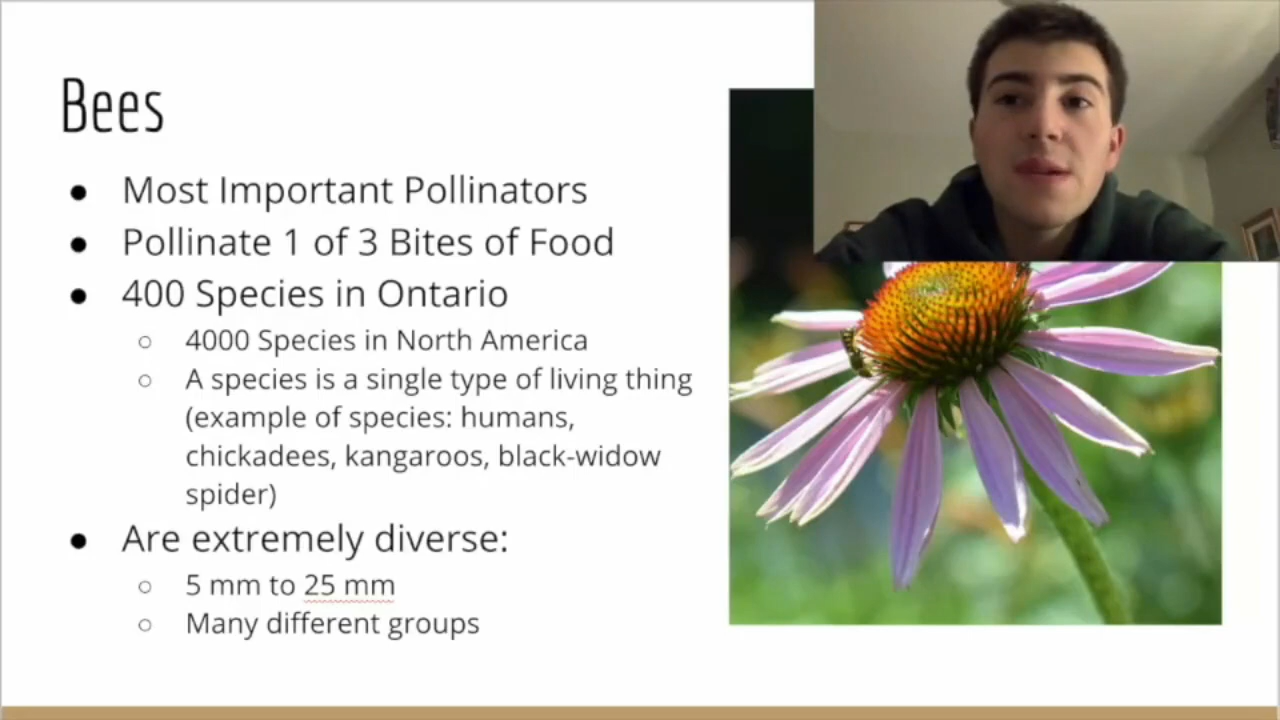 Bees
Most Important Pollinators
Pollinate 1 of 3 Bites of Food
400 Species in Ontario
4000 Species in North America
A species is a single type of living thing
(example of species: humans,
chickadees, kangaroos, black-widow
spider)
Are extremely diverse:
5 mm to 25 mm
Many different groups